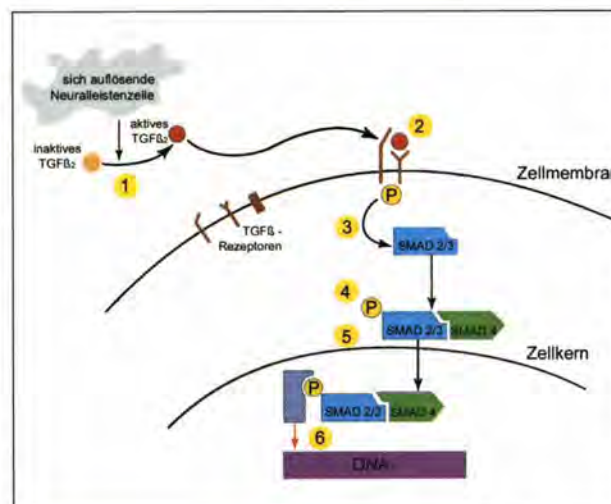 sich auflösende
Neuralleistenzelle
aktives
TGFß₂
inaktives
TGFß₂
1
2
P
Zellmembran
TGFß -
Rezeptoren
3
SMAD 2/3
4
P
SMAD 2/3
SMAD 4
5
Zellkern
P
SMAD 2/3
SMAD 4
6
DNA